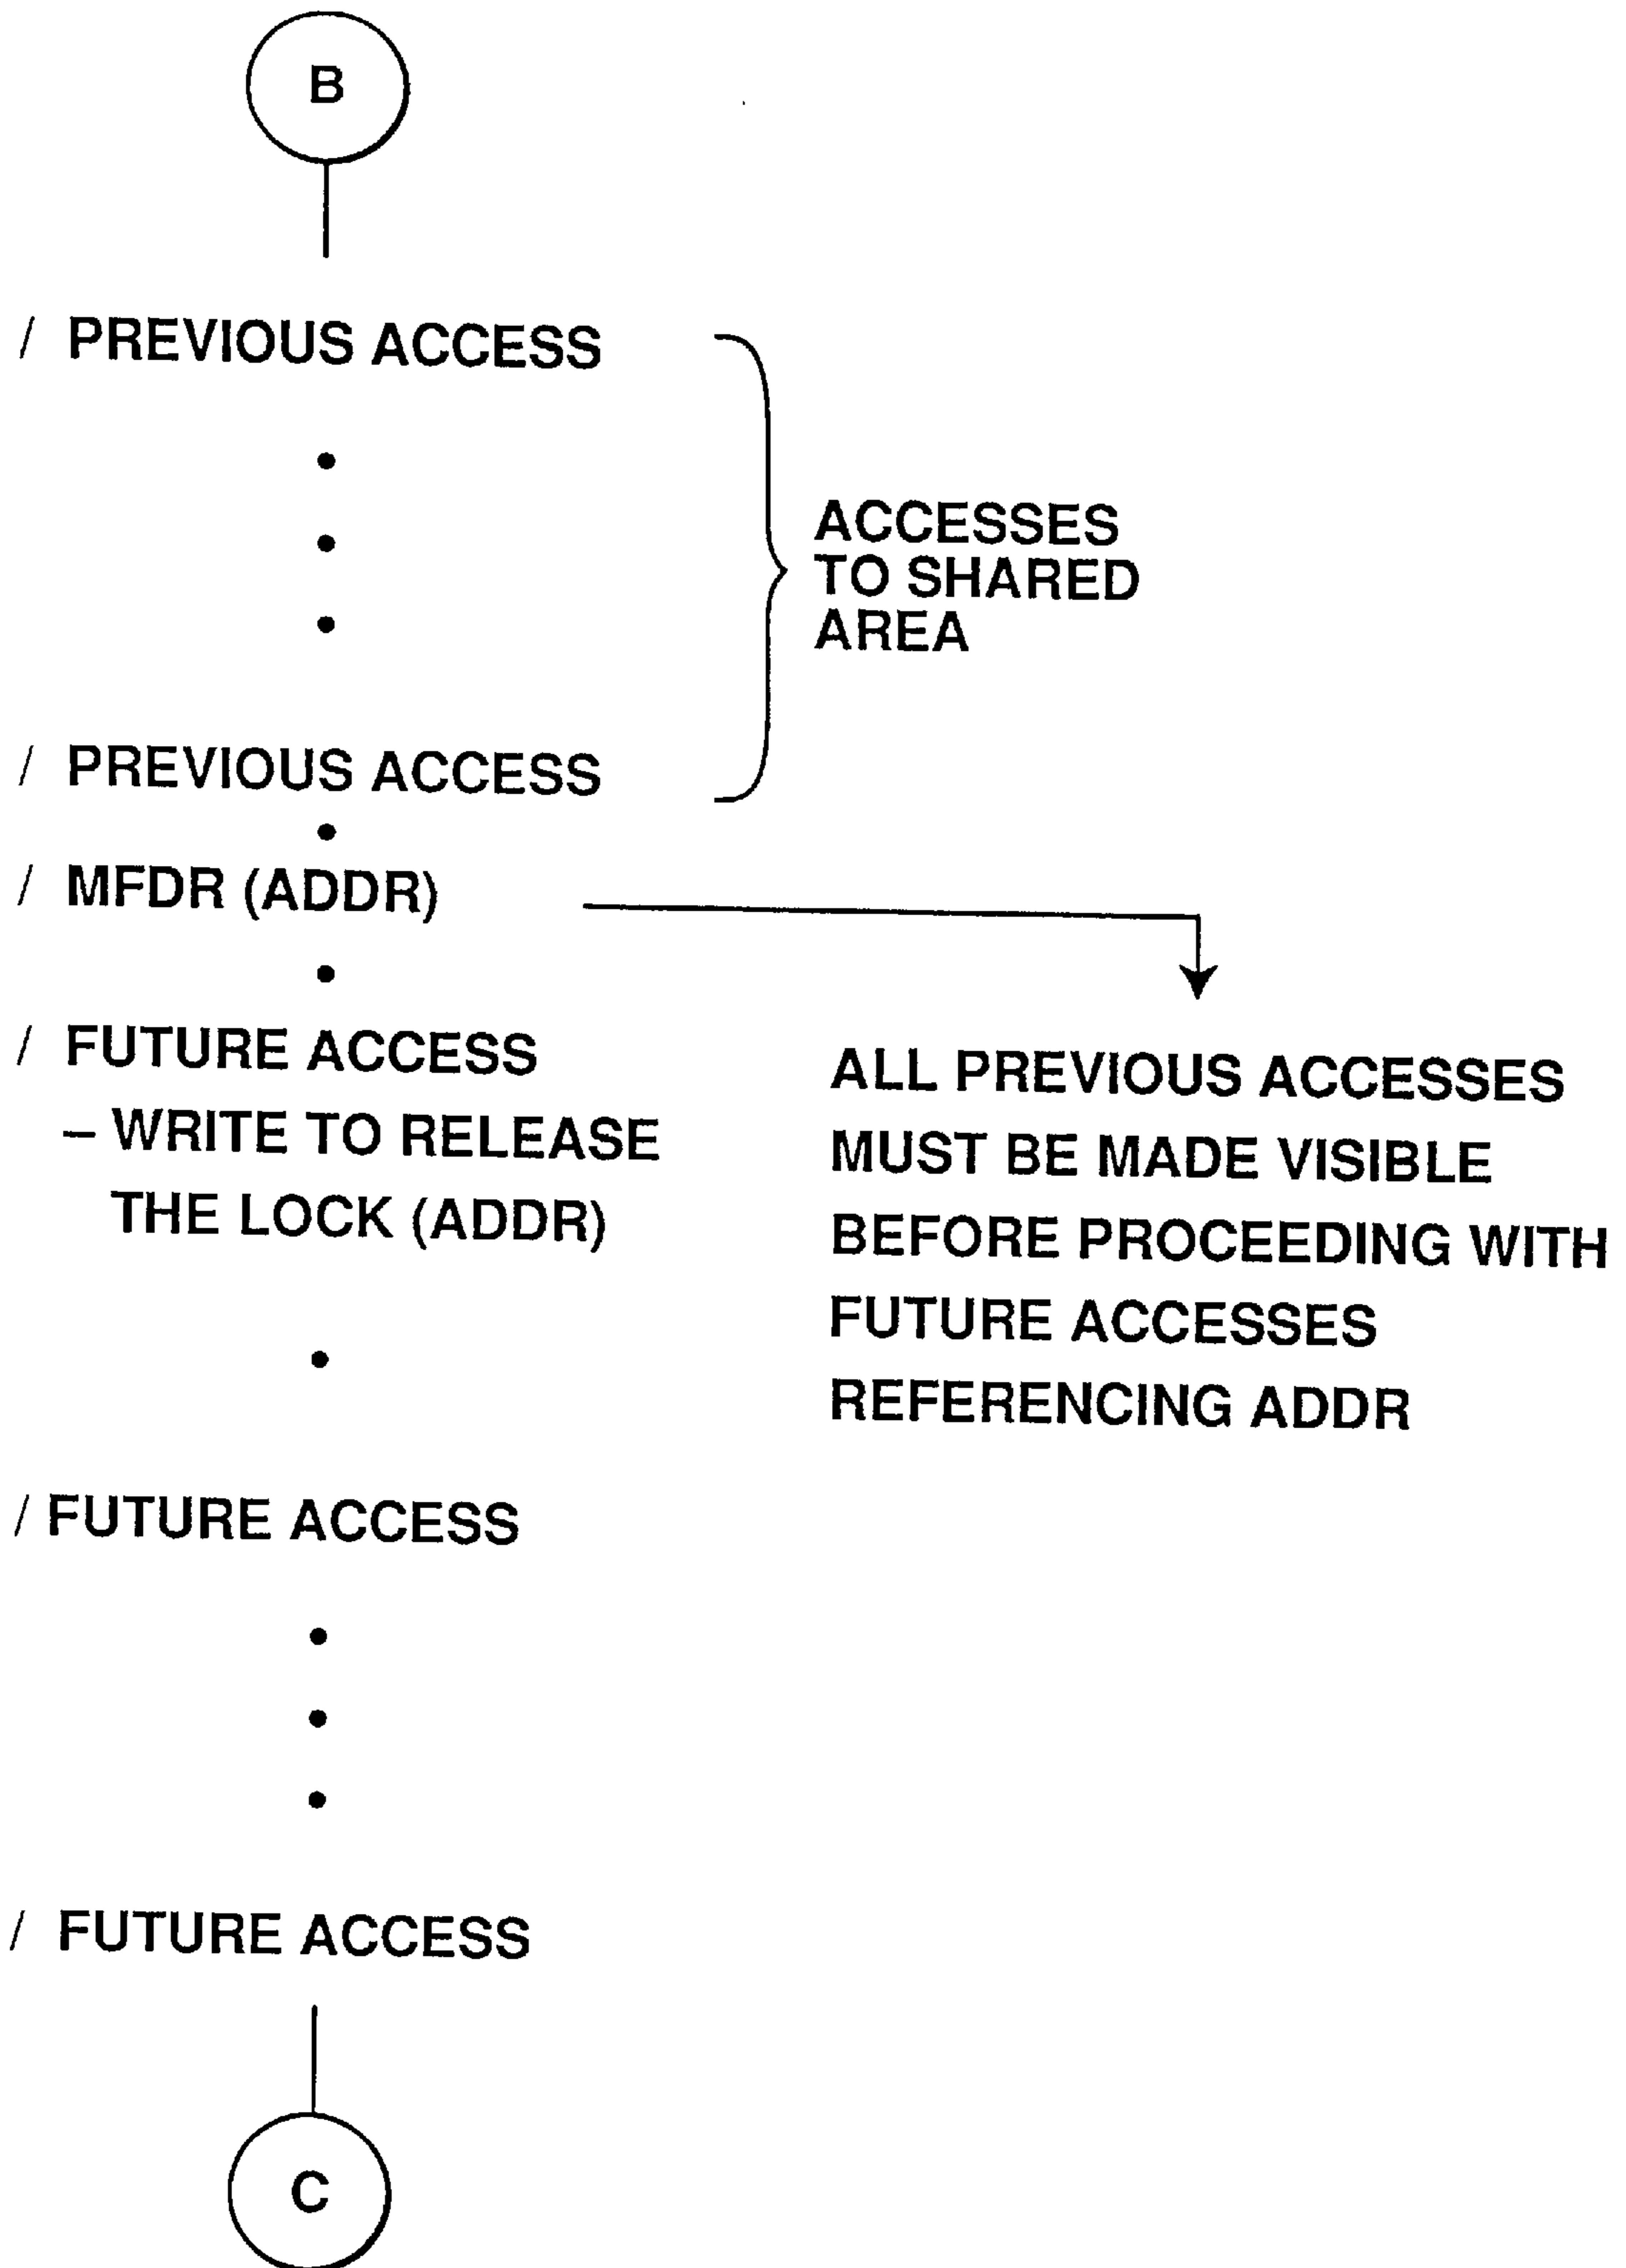 B
/ PREVIOUS ACCESS
ACCESSES
TO SHARED
AREA
/ PREVIOUS ACCESS
/ MFDR (ADDR)
/ FUTURE ACCESS
– WRITE TO RELEASE
THE LOCK (ADDR)
ALL PREVIOUS ACCESSES
MUST BE MADE VISIBLE
BEFORE PROCEEDING WITH
FUTURE ACCESSES
REFERENCING ADDR
/ FUTURE ACCESS
/ FUTURE ACCESS
C